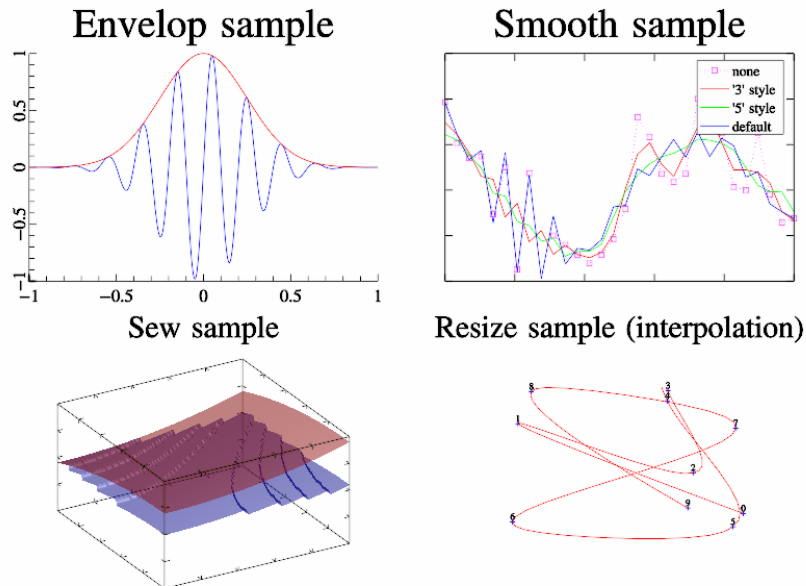 Envelop sample
Smooth sample
1
0.5
0
−0.5
−1
−1
−0.5
0
0.5
1
none
'3' style
'5' style
default
Sew sample
Resize sample (interpolation)
8
3
4
1
7
2
9
0
6
5